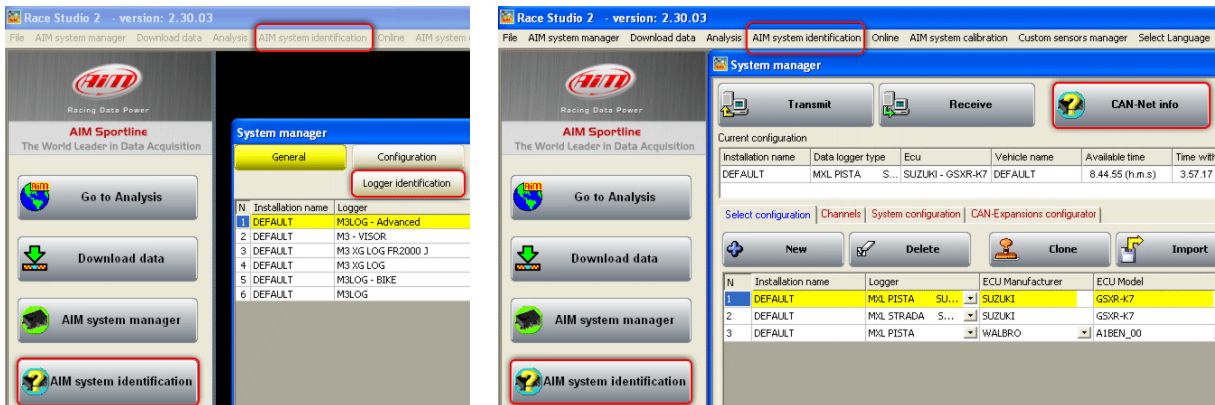 Race Studio 2 - version: 2.30.03
File AIM system manager Download data Analysis AIM system identification Online AIM system
AiM
Racing Data Power
AIM Sportline
The World Leader in Data Acquisition
Go to Analysis
Download data
AIM system manager
AIM system identification
System manager
General Configuration
Logger identification
N Installation name Logger
1 DEFAULT M3LOG - Advanced
2 DEFAULT M3 - VISOR
3 DEFAULT M3 XG LOG FR2000 J
4 DEFAULT M3 XG LOG
5 DEFAULT M3LOG - BIKE
6 DEFAULT M3LOG
Race Studio 2 - version: 2.30.03
File AIM system manager Download data Analysis AIM system identification Online AIM system calibration Custom sensors manager Select Language
AiM
Racing Data Power
AIM Sportline
The World Leader in Data Acquisition
Go to Analysis
Download data
AIM system manager
AIM system identification
System manager
Transmit Receive CAN-Net info
Current configuration
Installation name Data logger type Ecu Vehicle name Available time Time with
DEFAULT MXL PISTA S... SUZUKI - GSXR-K7 DEFAULT 8.44.55 (h.m.s) 3.57.17
Select configuration Channels System configuration CAN-Expansions configurator
New Delete Clone Import
N Installation name Logger ECU Manufacturer ECU Model
1 DEFAULT MXL PISTA SU... SUZUKI GSXR-K7
2 DEFAULT MXL STRADA S... SUZUKI GSXR-K7
3 DEFAULT MXL PISTA WALBRO A1BEN_00